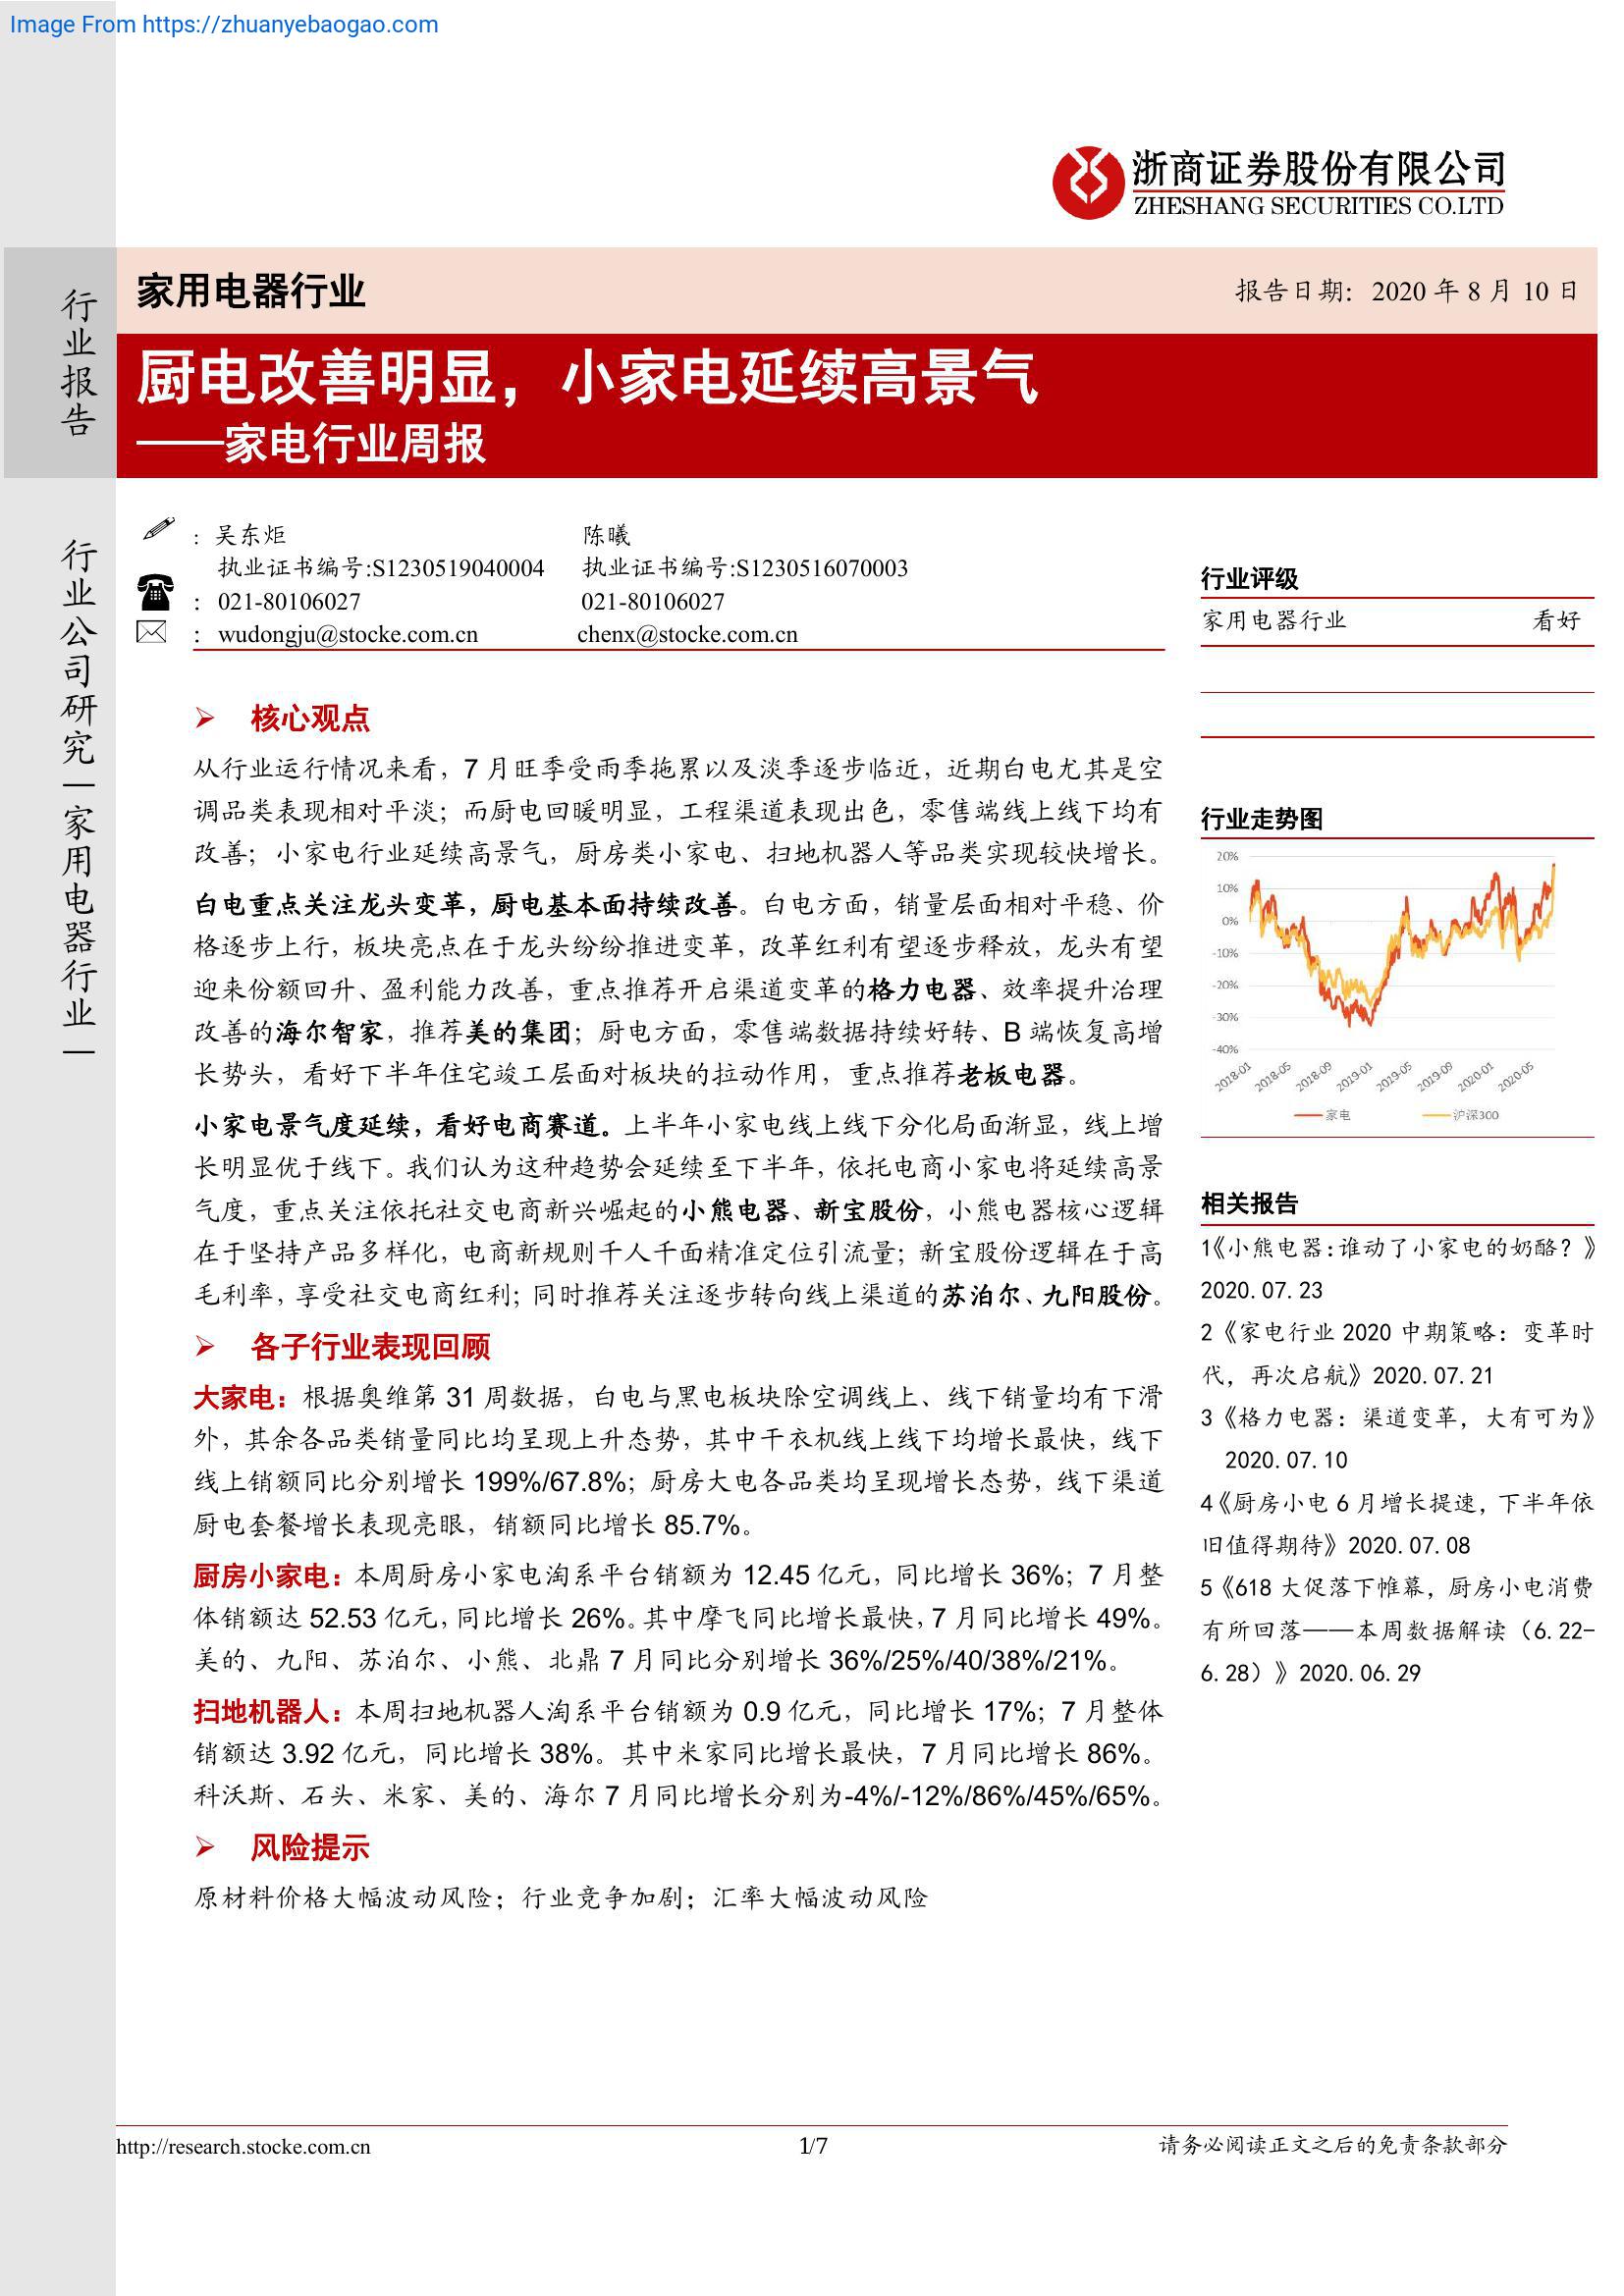 Image From https://zhuanyebaogao.com
浙商证券股份有限公司
ZHESHANG SECURITIES CO.LTD
行业报告
家用电器行业
报告日期：2020 年 8 月 10 日
厨电改善明显，小家电延续高景气
——家电行业周报
行业公司研究|家用电器行业|
：吴东炬 陈曦
执业证书编号:S1230519040004 执业证书编号:S1230516070003
： 021-80106027 021-80106027
： wudongju@stocke.com.cn chenx@stocke.com.cn
核心观点
从行业运行情况来看，7 月旺季受雨季拖累以及淡季逐步临近，近期白电尤其是空
调品类表现相对平淡；而厨电回暖明显，工程渠道表现出色，零售端线上线下均有
改善；小家电行业延续高景气，厨房类小家电、扫地机器人等品类实现较快增长。
白电重点关注龙头变革，厨电基本面持续改善。白电方面，销量层面相对平稳、价
格逐步上行，板块亮点在于龙头纷纷推进变革，改革红利有望逐步释放，龙头有望
迎来份额回升、盈利能力改善，重点推荐开启渠道变革的格力电器、效率提升治理
改善的海尔智家，推荐美的集团；厨电方面，零售端数据持续好转、B 端恢复高增
长势头，看好下半年住宅竣工层面对板块的拉动作用，重点推荐老板电器。
小家电景气度延续，看好电商赛道。上半年小家电线上线下分化局面渐显，线上增
长明显优于线下。我们认为这种趋势会延续至下半年，依托电商小家电将延续高景
气度，重点关注依托社交电商新兴崛起的小熊电器、新宝股份，小熊电器核心逻辑
在于坚持产品多样化，电商新规则千人千面精准定位引流量；新宝股份逻辑在于高
毛利率，享受社交电商红利；同时推荐关注逐步转向线上渠道的苏泊尔、九阳股份。
各子行业表现回顾
大家电：根据奥维第 31 周数据，白电与黑电板块除空调线上、线下销量均有下滑
外，其余各品类销量同比均呈现上升态势，其中干衣机线上线下均增长最快，线下
线上销额同比分别增长 199%/67.8%；厨房大电各品类均呈现增长态势，线下渠道
厨电套餐增长表现亮眼，销额同比增长 85.7%。
厨房小家电：本周厨房小家电淘系平台销额为 12.45 亿元，同比增长 36%；7 月整
体销额达 52.53 亿元，同比增长 26%。其中摩飞同比增长最快，7 月同比增长 49%。
美的、九阳、苏泊尔、小熊、北鼎 7 月同比分别增长 36%/25%/40/38%/21%。
扫地机器人：本周扫地机器人淘系平台销额为 0.9 亿元，同比增长 17%；7 月整体
销额达 3.92 亿元，同比增长 38%。其中米家同比增长最快，7 月同比增长 86%。
科沃斯、石头、米家、美的、海尔 7 月同比增长分别为-4%/-12%/86%/45%/65%。
风险提示
原材料价格大幅波动风险；行业竞争加剧；汇率大幅波动风险
行业评级
家用电器行业 看好
行业走势图
20%
10%
0%
-10%
-20%
-30%
-40%
2018-01 2018-05 2018-09 2019-01 2019-05 2019-09 2020-01 2020-05
家电 沪深300
相关报告
1《小熊电器：谁动了小家电的奶酪？》
2020.07.23
2《家电行业 2020 中期策略：变革时
代，再次启航》2020.07.21
3《格力电器：渠道变革，大有可为》
2020.07.10
4《厨房小电 6 月增长提速，下半年依
旧值得期待》2020.07.08
5《618 大促落下帷幕，厨房小电消费
有所回落——本周数据解读（6.22-
6.28）》2020.06.29
http://research.stocke.com.cn 1/7 请务必阅读正文之后的免责条款部分